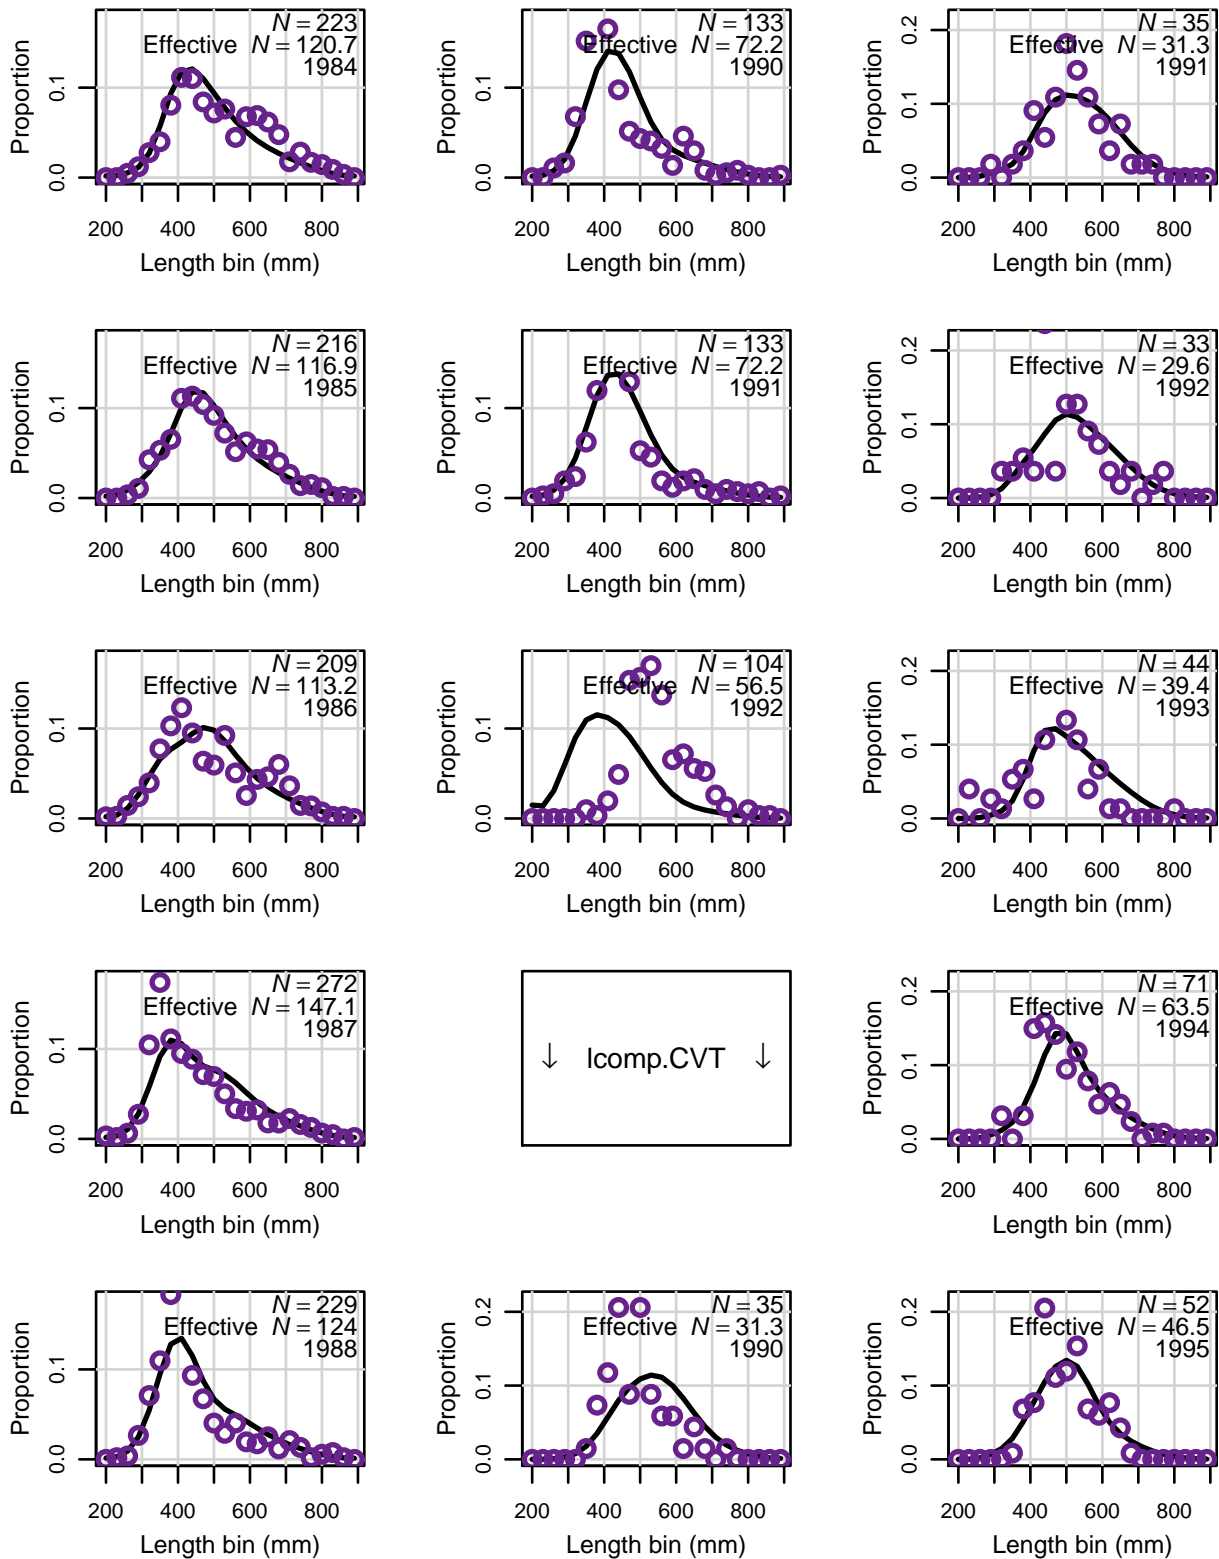 N = 223
Effective N = 120.7
1984
Proportion
0.1
0.0
200 400 600 800
Length bin (mm)
N = 216
Effective N = 116.9
1985
Proportion
0.1
0.0
200 400 600 800
Length bin (mm)
N = 209
Effective N = 113.2
1986
Proportion
0.1
0.0
200 400 600 800
Length bin (mm)
N = 272
Effective N = 147.1
1987
Proportion
0.1
0.0
200 400 600 800
Length bin (mm)
N = 229
Effective N = 124
1988
Proportion
0.1
0.0
200 400 600 800
Length bin (mm)
N = 133
Effective N = 72.2
1990
Proportion
0.1
0.0
200 400 600 800
Length bin (mm)
N = 133
Effective N = 72.2
1991
Proportion
0.1
0.0
200 400 600 800
Length bin (mm)
N = 104
Effective N = 56.5
1992
Proportion
0.1
0.0
200 400 600 800
Length bin (mm)
↓ lcomp.CVT ↓
N = 35
Effective N = 31.3
1990
Proportion
0.2
0.1
0.0
200 400 600 800
Length bin (mm)
N = 35
Effective N = 31.3
1991
Proportion
0.2
0.1
0.0
200 400 600 800
Length bin (mm)
N = 33
Effective N = 29.6
1992
Proportion
0.2
0.1
0.0
200 400 600 800
Length bin (mm)
N = 44
Effective N = 39.4
1993
Proportion
0.2
0.1
0.0
200 400 600 800
Length bin (mm)
N = 71
Effective N = 63.5
1994
Proportion
0.2
0.1
0.0
200 400 600 800
Length bin (mm)
N = 52
Effective N = 46.5
1995
Proportion
0.2
0.1
0.0
200 400 600 800
Length bin (mm)